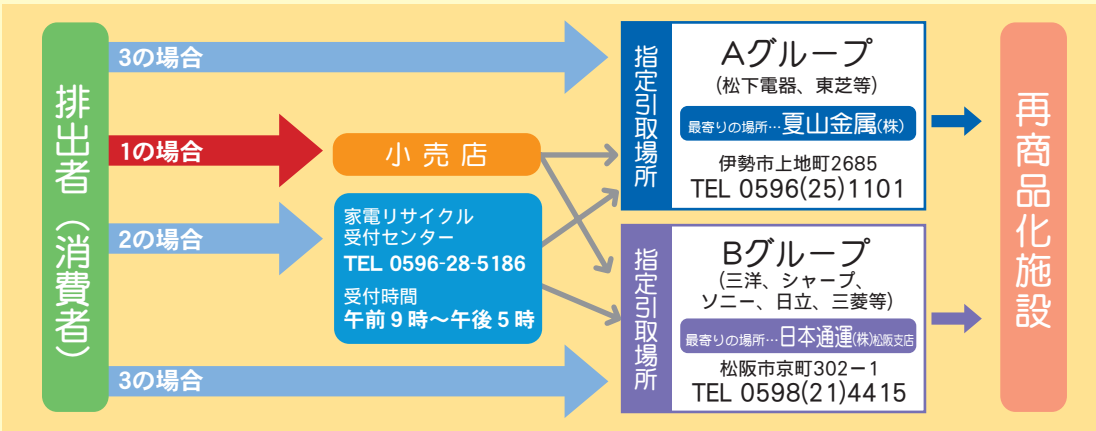 排出者（消費者）
3の場合
1の場合
2の場合
3の場合
小売店
家電リサイクル
受付センター
TEL 0596-28-5186
受付時間
午前9時～午後5時
指定引取場所
Aグループ
(松下電器、東芝等)
最寄りの場所…夏山金属(株)
伊勢市上地町2685
TEL 0596(25)1101
指定引取場所
Bグループ
(三洋、シャープ、
ソニー、日立、三菱等)
最寄りの場所…日本通運(株)松阪支店
松阪市京町302－1
TEL 0598(21)4415
再商品化施設